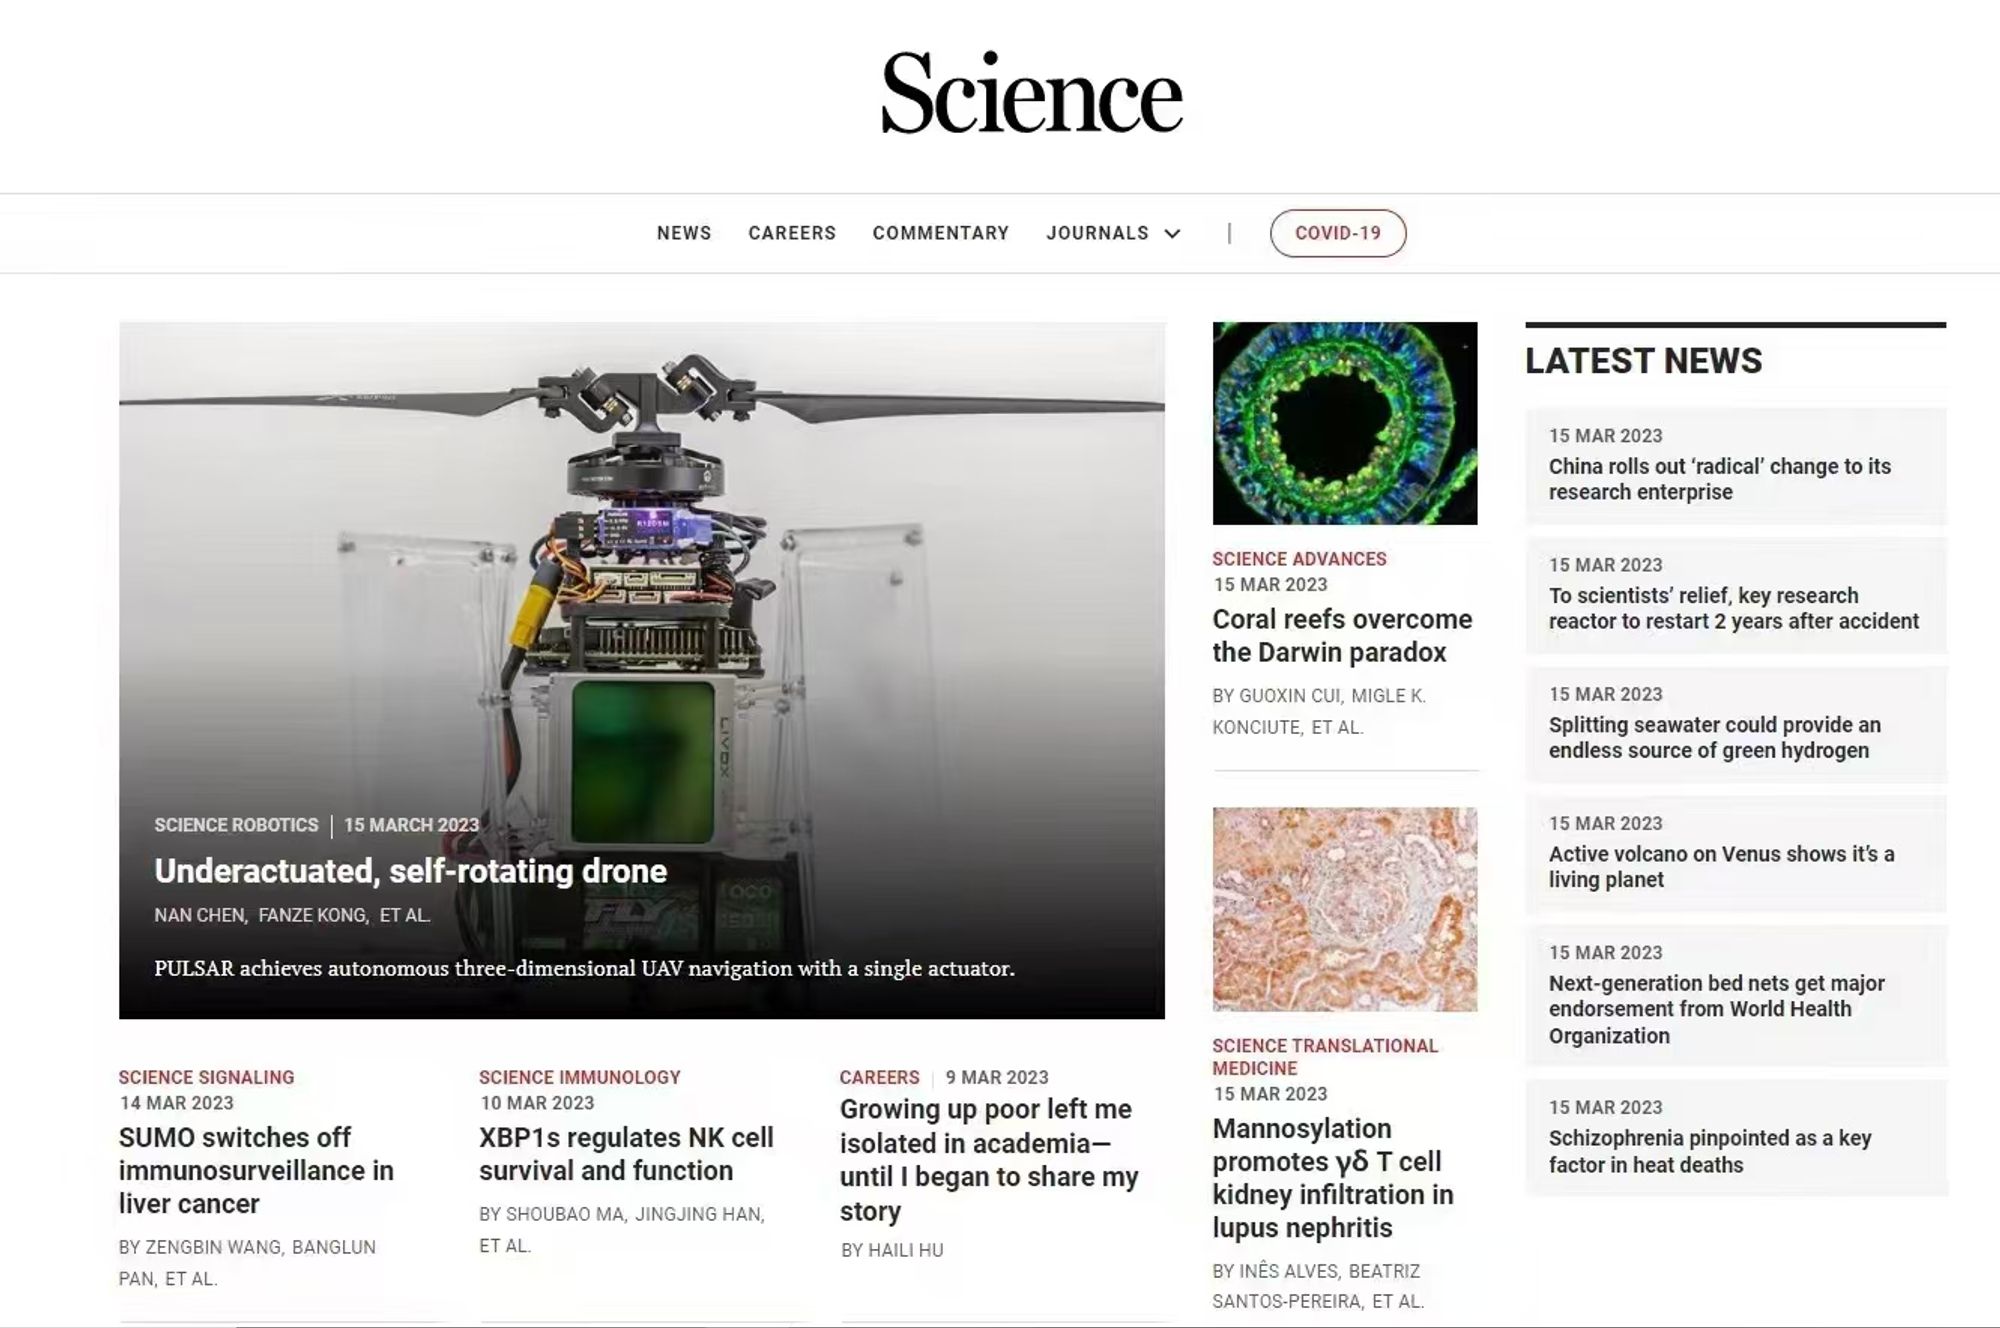 Science
NEWS CAREERS COMMENTARY JOURNALS | COVID-19
SCIENCE ROBOTICS | 15 MARCH 2023
Underactuated, self-rotating drone
NAN CHEN, FANZE KONG, ET AL.
PULSAR achieves autonomous three-dimensional UAV navigation with a single actuator.
LIVOX
SCIENCE SIGNALING
14 MAR 2023
SUMO switches off
immunosurveillance in
liver cancer
BY ZENGBIN WANG, BANGLUN
PAN, ET AL.
SCIENCE IMMUNOLOGY
10 MAR 2023
XBP1s regulates NK cell
survival and function
BY SHOUBAO MA, JINGJING HAN,
ET AL.
CAREERS | 9 MAR 2023
Growing up poor left me
isolated in academia—
until I began to share my
story
BY HAILI HU
SCIENCE ADVANCES
15 MAR 2023
Coral reefs overcome
the Darwin paradox
BY GUOXIN CUI, MIGLE K.
KONCIUTE, ET AL.
SCIENCE TRANSLATIONAL
MEDICINE
15 MAR 2023
Mannosylation
promotes γδ T cell
kidney infiltration in
lupus nephritis
BY INÊS ALVES, BEATRIZ
SANTOS-PEREIRA, ET AL.
LATEST NEWS
15 MAR 2023
China rolls out ‘radical’ change to its
research enterprise
15 MAR 2023
To scientists’ relief, key research
reactor to restart 2 years after accident
15 MAR 2023
Splitting seawater could provide an
endless source of green hydrogen
15 MAR 2023
Active volcano on Venus shows it’s a
living planet
15 MAR 2023
Next-generation bed nets get major
endorsement from World Health
Organization
15 MAR 2023
Schizophrenia pinpointed as a key
factor in heat deaths